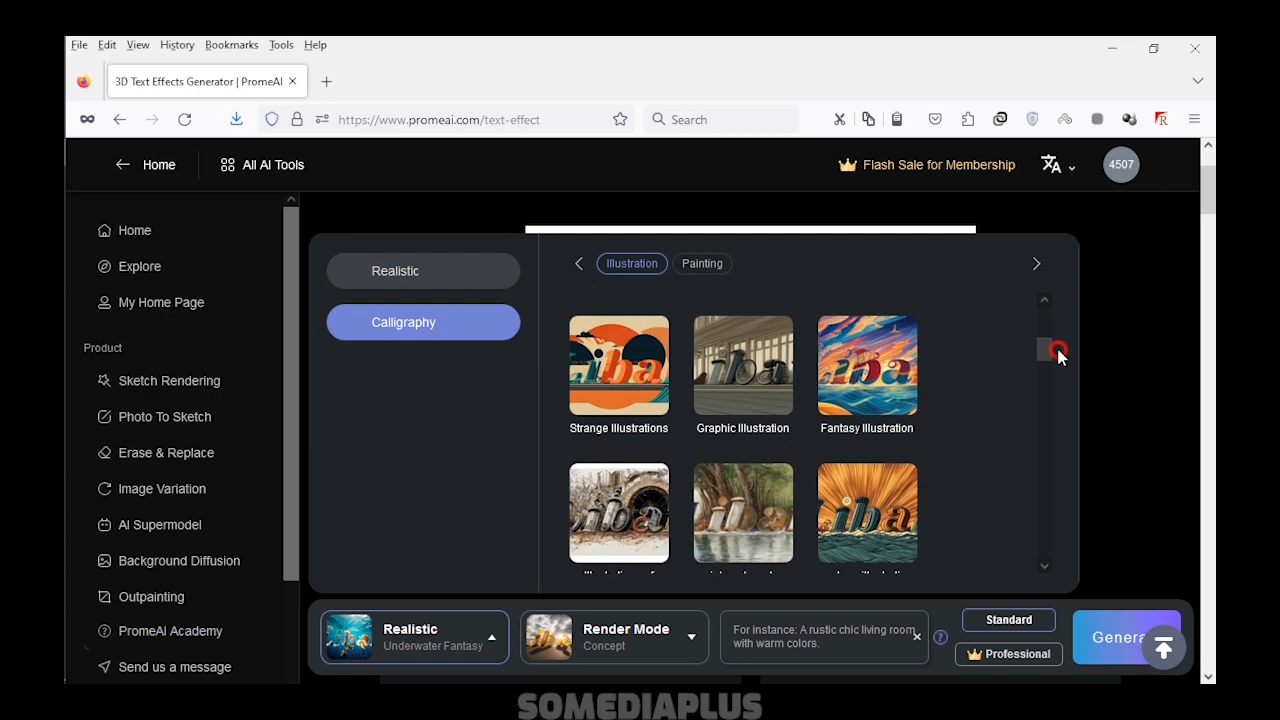 File Edit View History Bookmarks Tools Help
3D Text Effects Generator | PromeAI
https://www.promeai.com/text-effect
Search
Home
All AI Tools
Flash Sale for Membership
4507
Home
Explore
My Home Page
Product
Sketch Rendering
Photo To Sketch
Erase & Replace
Image Variation
AI Supermodel
Background Diffusion
Outpainting
PromeAI Academy
Send us a message
Realistic
Calligraphy
Illustration
Painting
Strange Illustrations
Graphic Illustration
Fantasy Illustration
Realistic
Underwater Fantasy
Render Mode
Concept
For instance: A rustic chic living room
with warm colors.
Standard
Professional
Genera
SOMEDIAPLUS